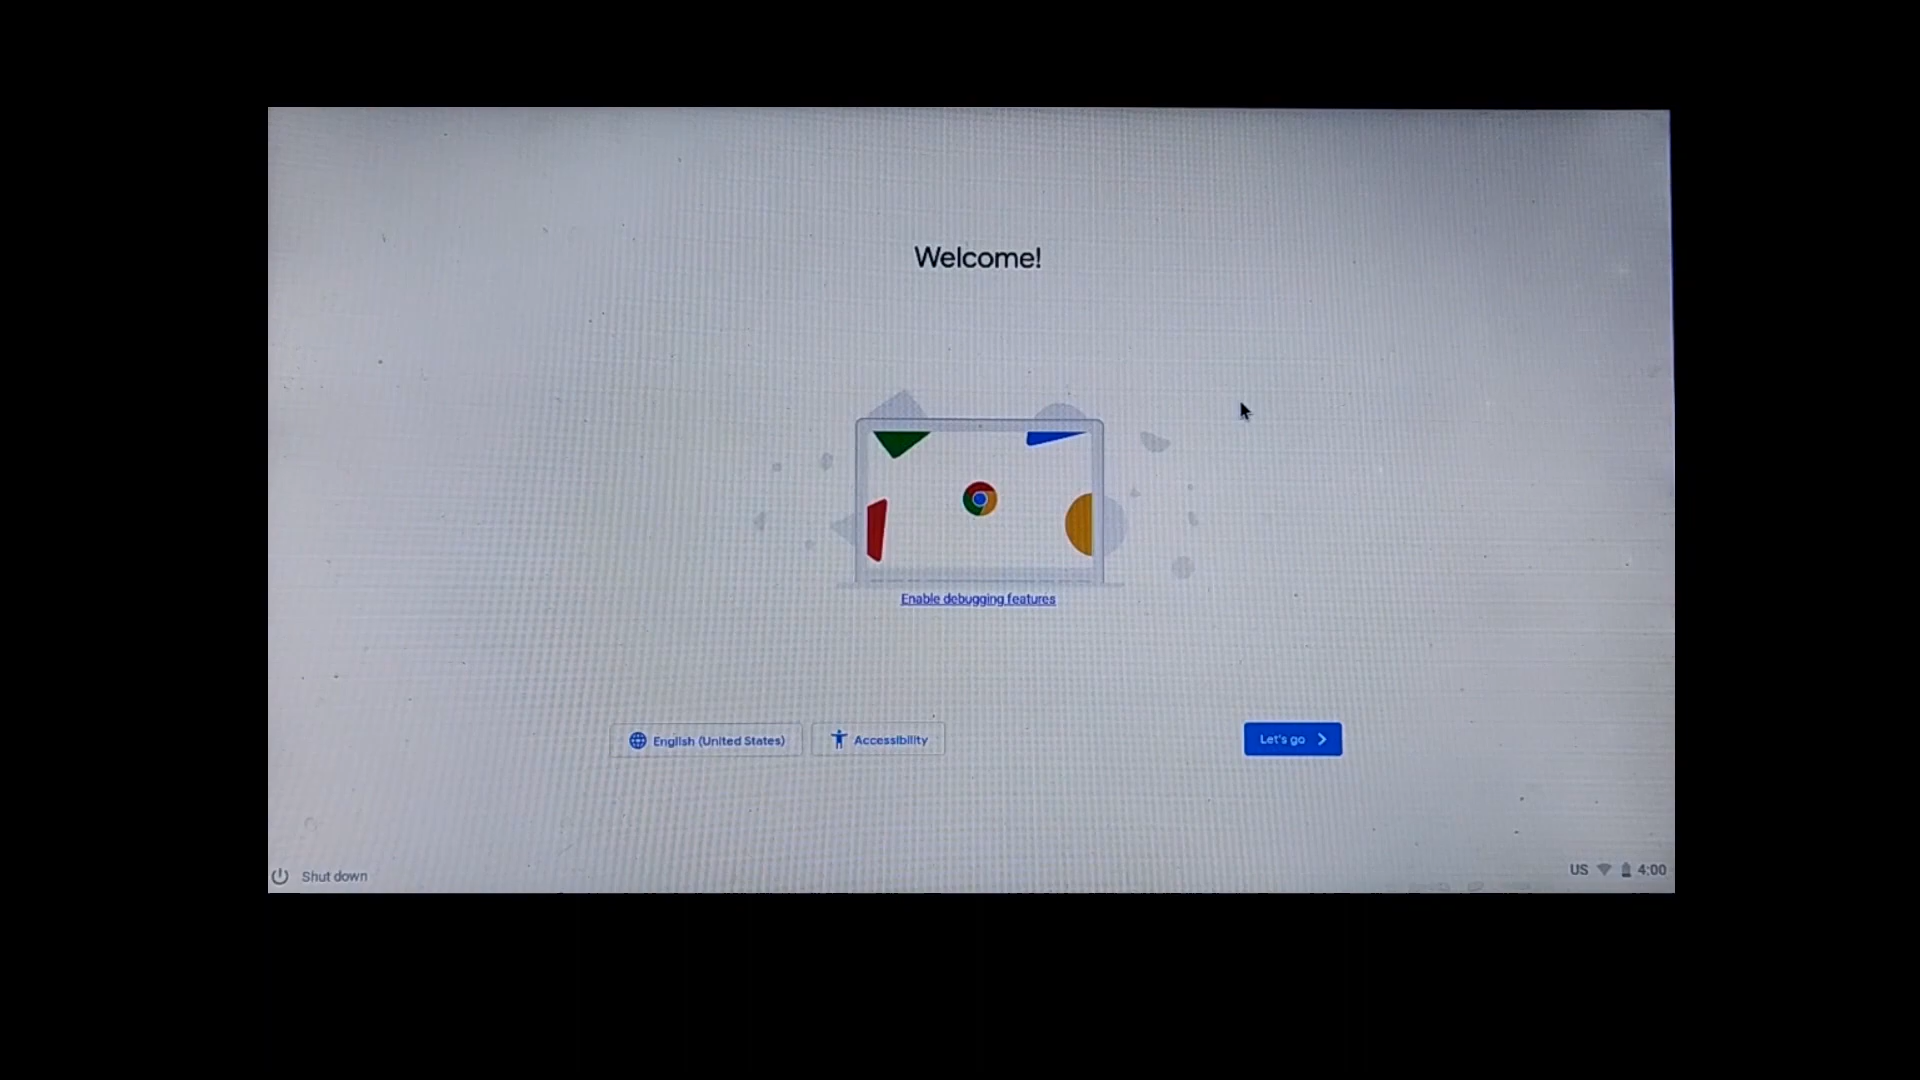 Welcome!
Enable debugging features
English (United States)
Accessibility
Let's go
Shut down
US 4:00